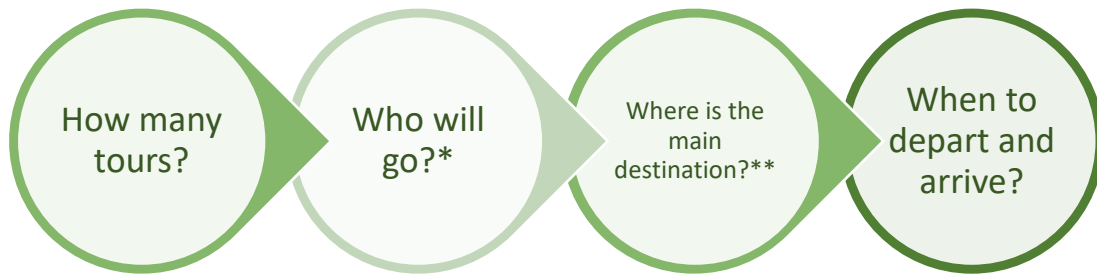 How many
tours?
Who will
go?*
Where is the
main
destination?**
When to
depart and
arrive?